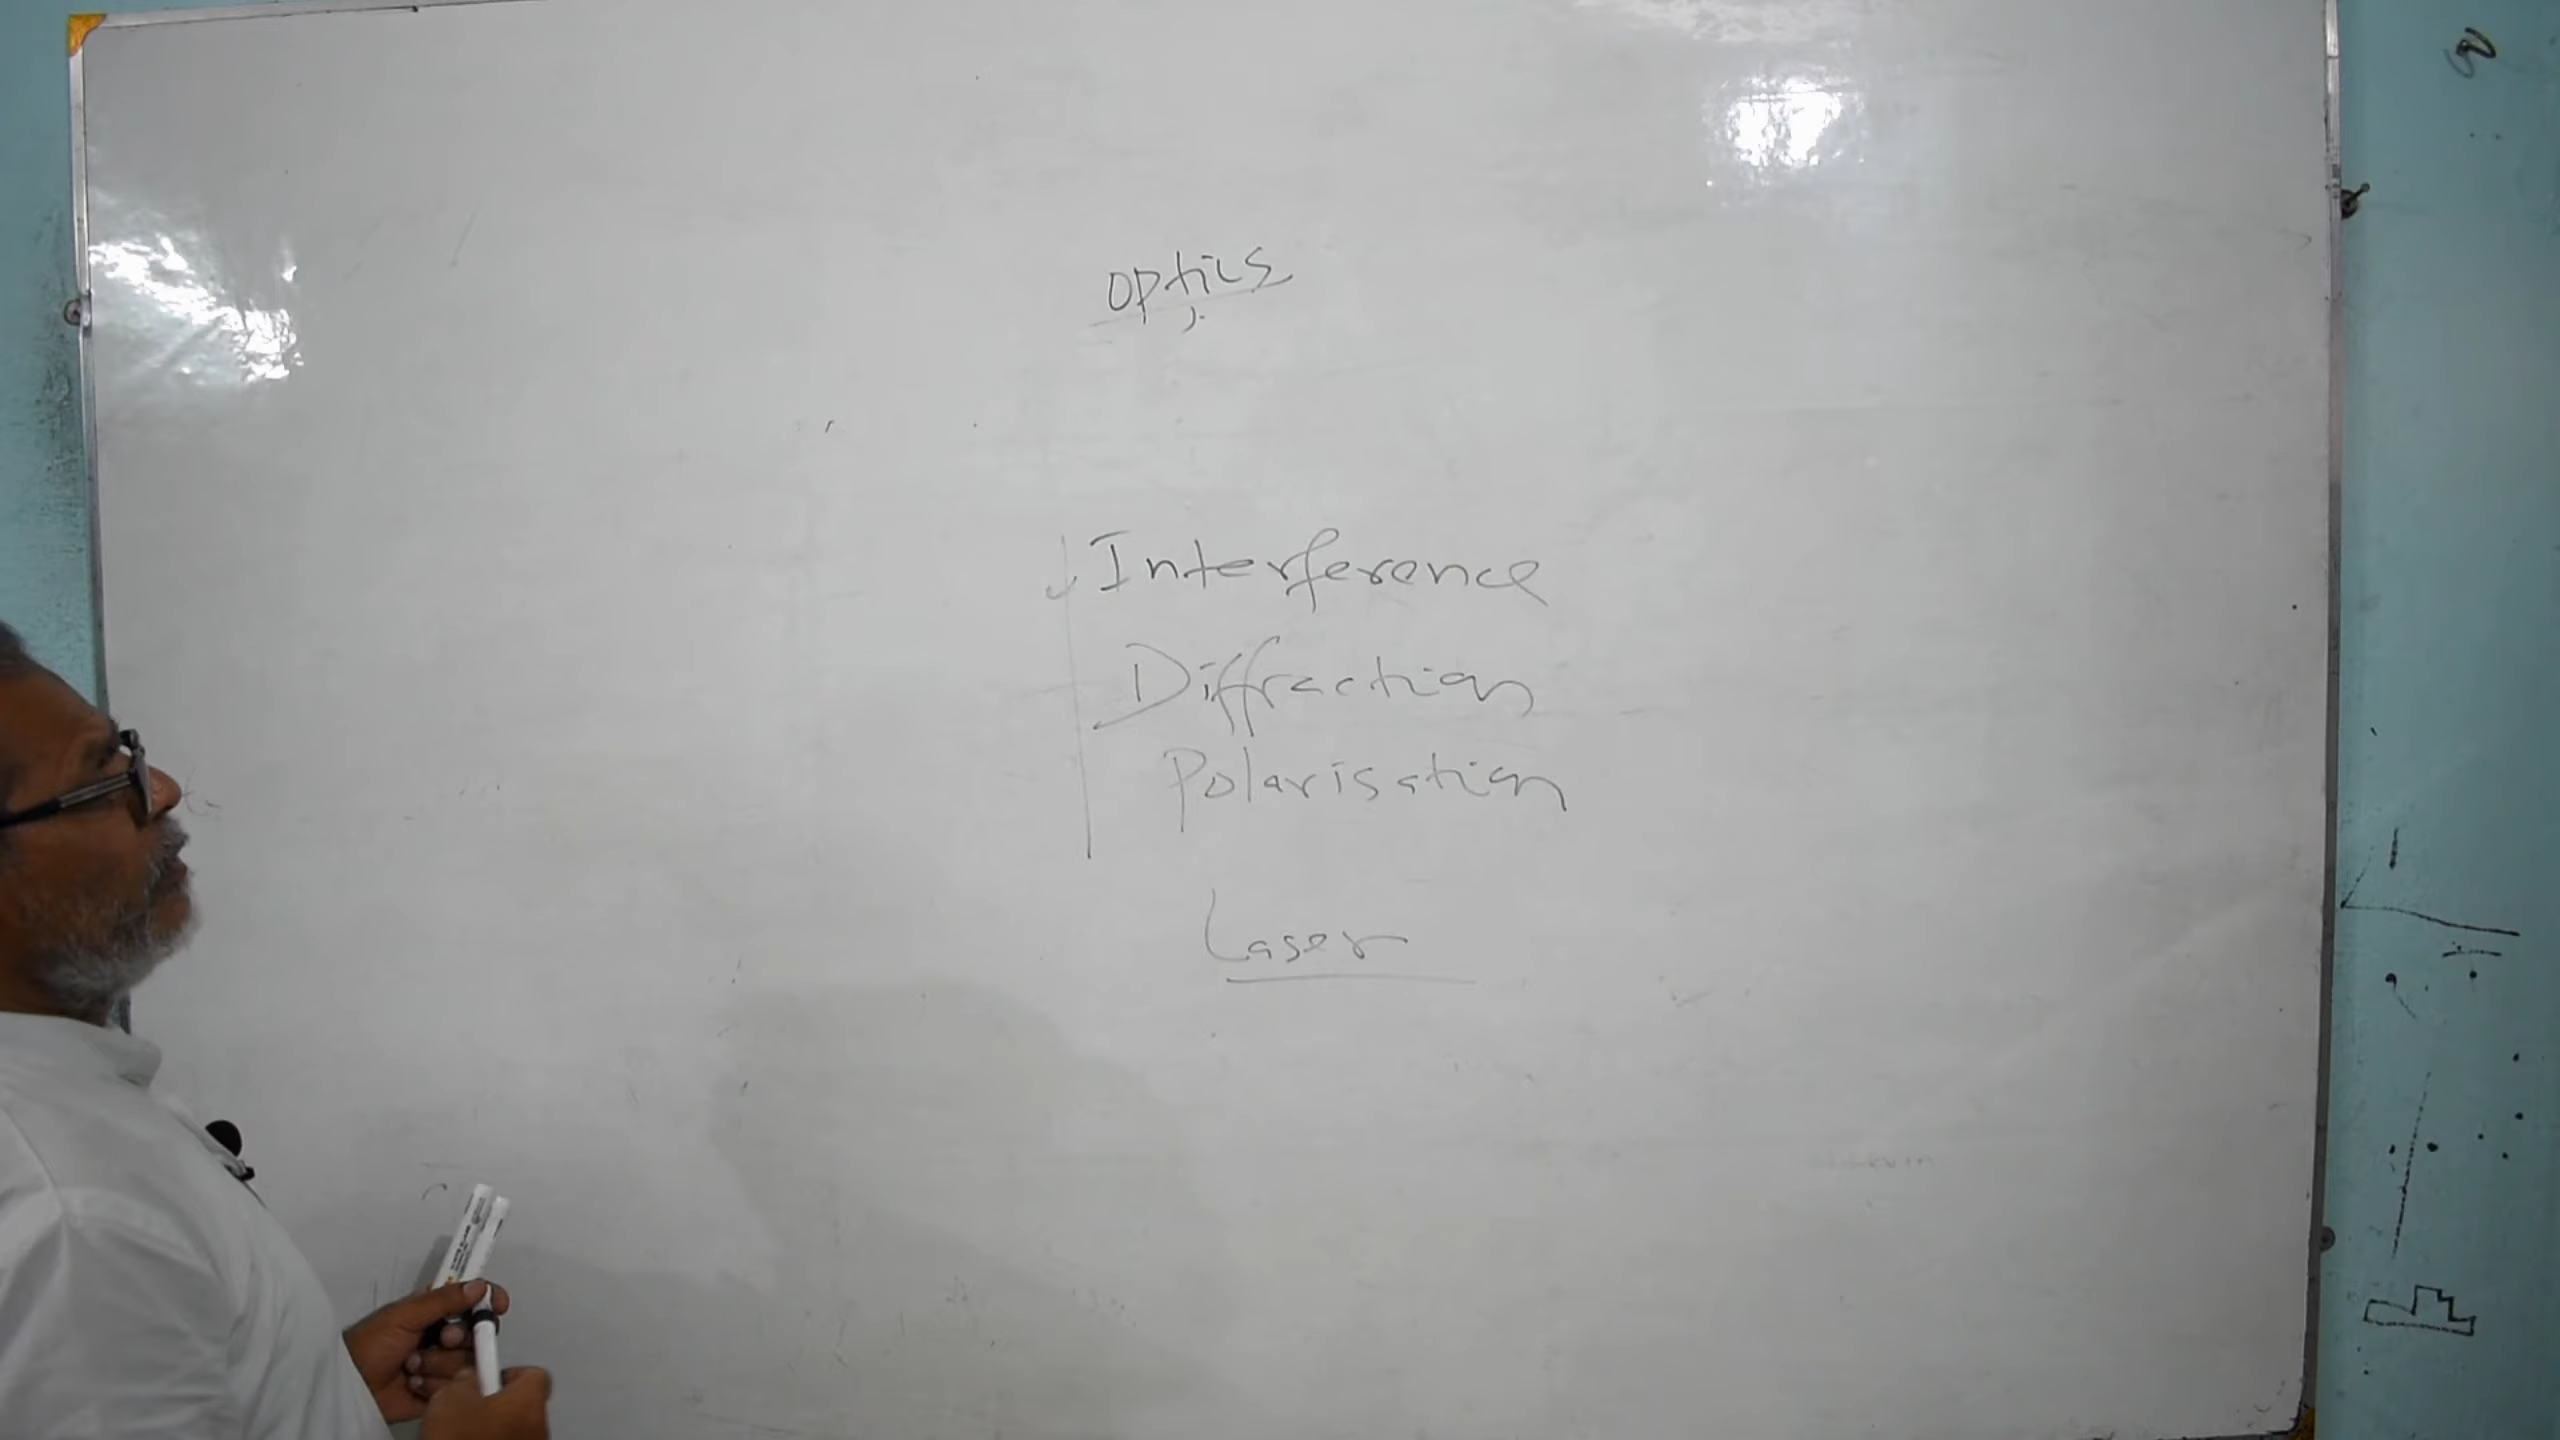 Optics
Interference
Diffraction
Polarisation
Laser